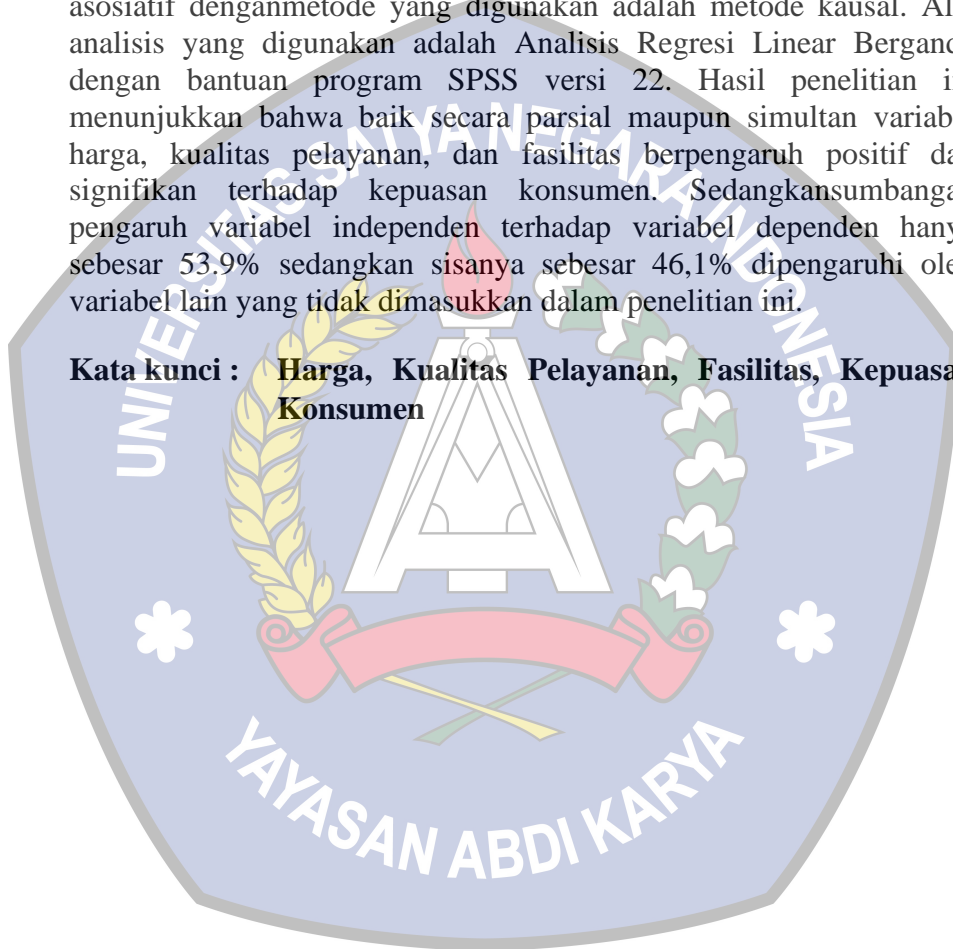 asosiatif denganmetode yang digunakan adalah metode kausal. Al
analisis yang digunakan adalah Analisis Regresi Linear Bergand
dengan bantuan program SPSS versi 22. Hasil penelitian i
menunjukkan bahwa baik secara parsial maupun simultan variab
harga, kualitas pelayanan, dan fasilitas berpengaruh positif da
signifikan terhadap kepuasan konsumen. Sedangkansumbanga
pengaruh variabel independen terhadap variabel dependen hany
sebesar 53.9% sedangkan sisanya sebesar 46,1% dipengaruhi ole
variabel lain yang tidak dimasukkan dalam penelitian ini.
Kata kunci : Harga, Kualitas Pelayanan, Fasilitas, Kepuasa
Konsumen
UNIVERSITAS SATYA NEGARA INDONESIA
YAYASAN ABDI KARYA